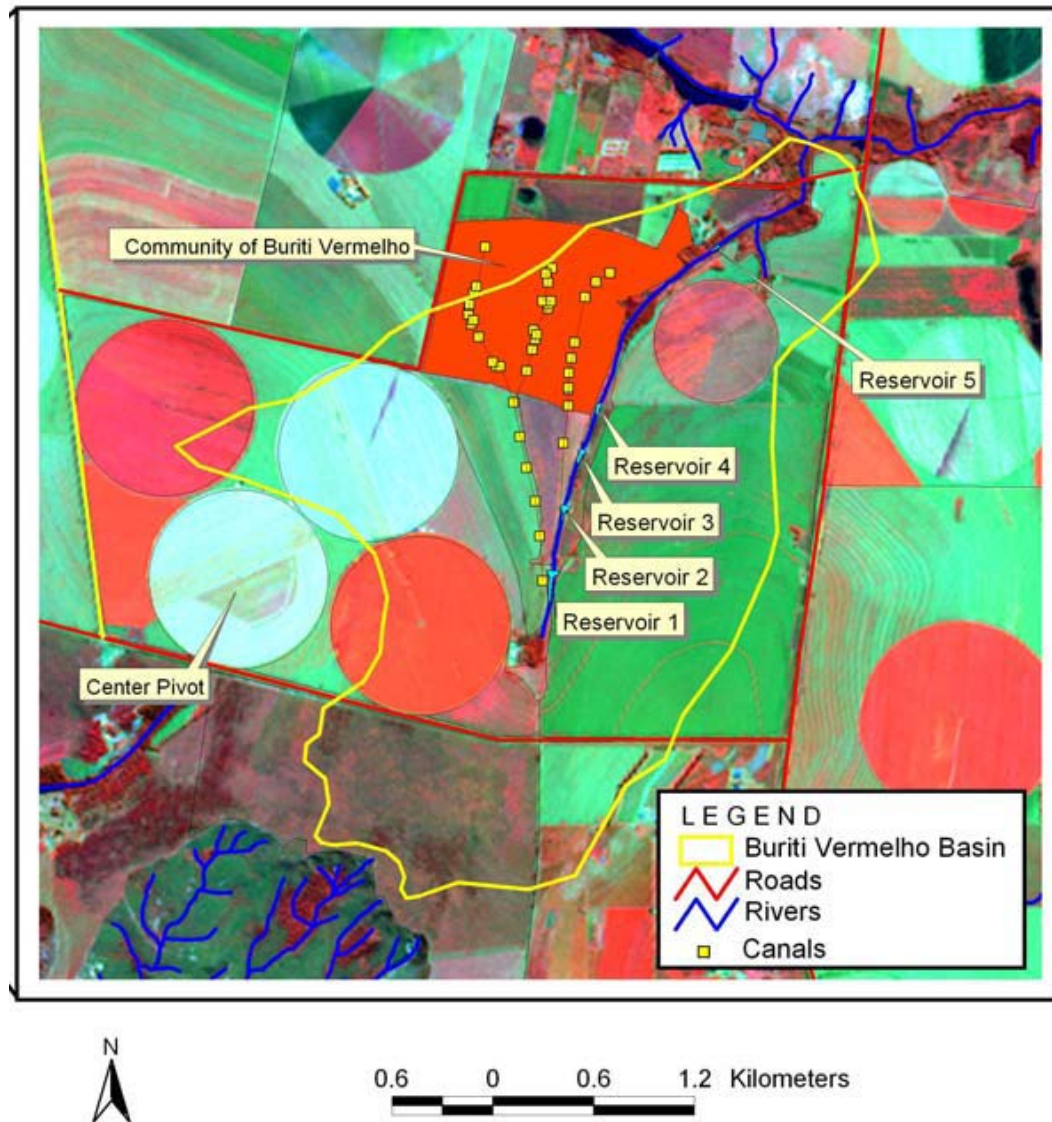 Community of Buriti Vermelho
Reservoir 5
Reservoir 4
Reservoir 3
Reservoir 2
Reservoir 1
Center Pivot
LEGEND
Buriti Vermelho Basin
Roads
Rivers
Canals
N
0.6 0 0.6 1.2 Kilometers